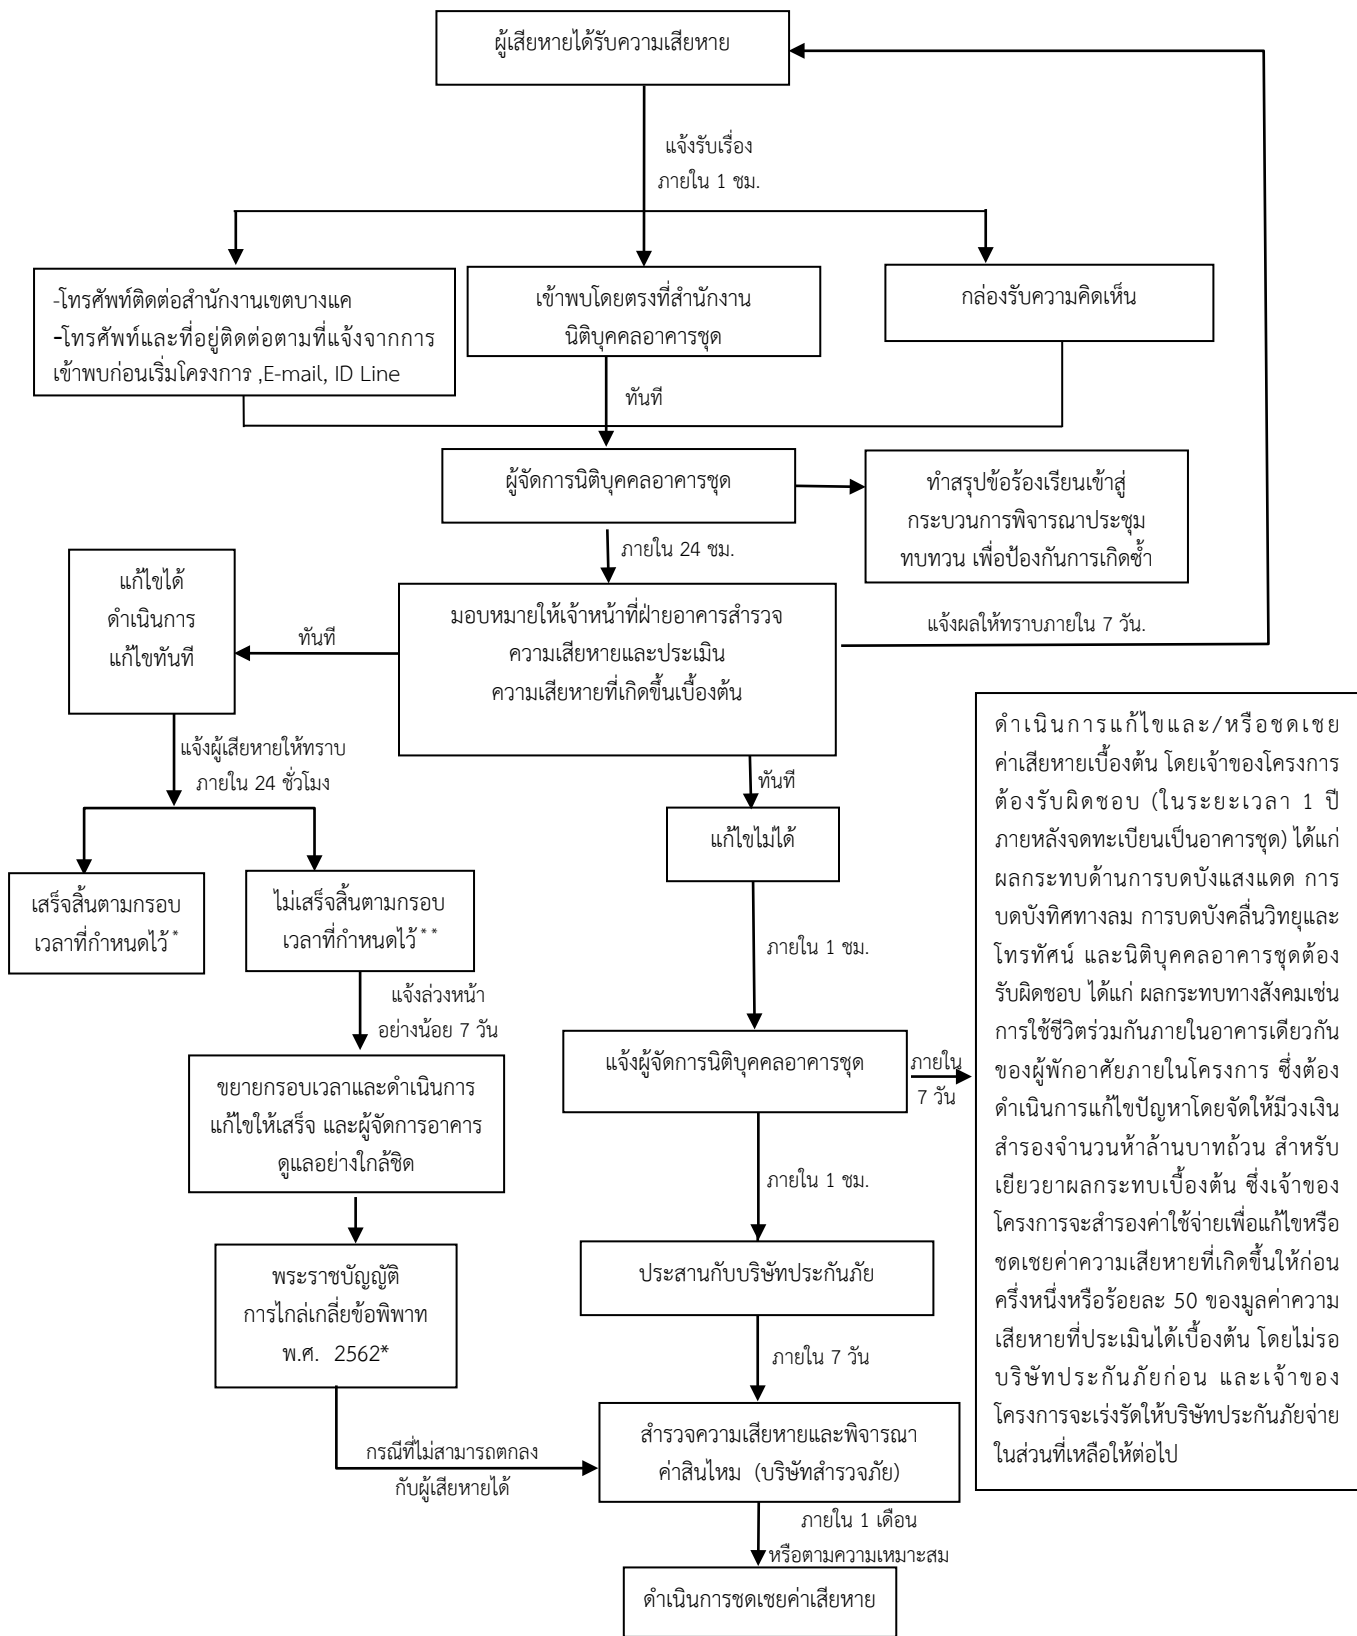 ผู้เสียหายได้รับความเสียหาย
แจ้งรับเรื่อง
ภายใน 1 ชม.
-โทรศัพท์ติดต่อสำนักงานเขตบางแค
-โทรศัพท์และที่อยู่ติดต่อตามที่แจ้งจากการ
เข้าพบก่อนเริ่มโครงการ ,E-mail, ID Line
เข้าพบโดยตรงที่สำนักงาน
นิติบุคคลอาคารชุด
กล่องรับความคิดเห็น
ทันที
ผู้จัดการนิติบุคคลอาคารชุด
ทำสรุปข้อร้องเรียนเข้าสู่
กระบวนการพิจารณาประชุม
ทบทวน เพื่อป้องกันการเกิดซ้ำ
ภายใน 24 ชม.
แก้ไขได้
ดำเนินการ
แก้ไขทันที
ทันที
มอบหมายให้เจ้าหน้าที่ฝ่ายอาคารสำรวจ
ความเสียหายและประเมิน
ความเสียหายที่เกิดขึ้นเบื้องต้น
แจ้งผลให้ทราบภายใน 7 วัน.
แจ้งผู้เสียหายให้ทราบ
ภายใน 24 ชั่วโมง
ทันที
แก้ไขไม่ได้
เสร็จสิ้นตามกรอบ
เวลาที่กำหนดไว้*
ไม่เสร็จสิ้นตามกรอบ
เวลาที่กำหนดไว้**
ภายใน 1 ชม.
แจ้งล่วงหน้า
อย่างน้อย 7 วัน
แจ้งผู้จัดการนิติบุคคลอาคารชุด
ภายใน
7 วัน
ขยายกรอบเวลาและดำเนินการ
แก้ไขให้เสร็จ และผู้จัดการอาคาร
ดูแลอย่างใกล้ชิด
ภายใน 1 ชม.
พระราชบัญญัติ
การไกล่เกลี่ยข้อพิพาท
พ.ศ. 2562*
ประสานกับบริษัทประกันภัย
ภายใน 7 วัน
กรณีที่ไม่สามารถตกลง
กับผู้เสียหายได้
สำรวจความเสียหายและพิจารณา
ค่าสินไหม (บริษัทสำรวจภัย)
ภายใน 1 เดือน
หรือตามความเหมาะสม
ดำเนินการชดเชยค่าเสียหาย
ดำเนินการแก้ไขและ/หรือชดเชย
ค่าเสียหายเบื้องต้น โดยเจ้าของโครงการ
ต้องรับผิดชอบ (ในระยะเวลา 1 ปี
ภายหลังจดทะเบียนเป็นอาคารชุด) ได้แก่
ผลกระทบด้านการบดบังแสงแดด การ
บดบังทิศทางลม การบดบังคลื่นวิทยุและ
โทรทัศน์ และนิติบุคคลอาคารชุดต้อง
รับผิดชอบ ได้แก่ ผลกระทบทางสังคมเช่น
การใช้ชีวิตร่วมกันภายในอาคารเดียวกัน
ของผู้พักอาศัยภายในโครงการ ซึ่งต้อง
ดำเนินการแก้ไขปัญหาโดยจัดให้มีวงเงิน
สำรองจำนวนห้าล้านบาทถ้วน สำหรับ
เยียวยาผลกระทบเบื้องต้น ซึ่งเจ้าของ
โครงการจะสำรองค่าใช้จ่ายเพื่อแก้ไขหรือ
ชดเชยค่าความเสียหายที่เกิดขึ้นให้ก่อน
ครึ่งหนึ่งหรือร้อยละ 50 ของมูลค่าความ
เสียหายที่ประเมินได้เบื้องต้น โดยไม่รอ
บริษัทประกันภัยก่อน และเจ้าของ
โครงการจะเร่งรัดให้บริษัทประกันภัยจ่าย
ในส่วนที่เหลือให้ต่อไป